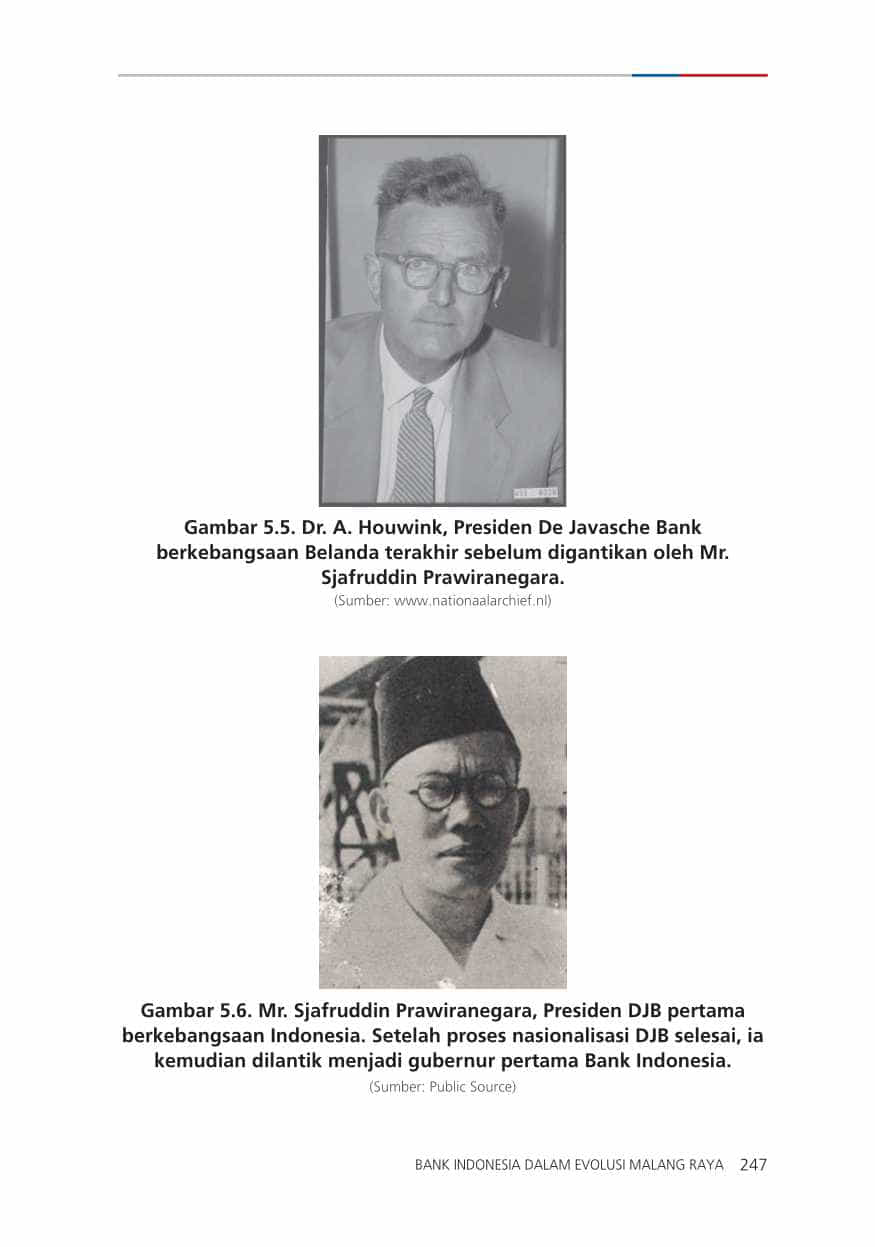 Gambar 5.5. Dr. A. Houwink, Presiden De Javasche Bank
berkebangsaan Belanda terakhir sebelum digantikan oleh Mr.
Sjafruddin Prawiranegara.
(Sumber: www.nationaalarchief.nl)
Gambar 5.6. Mr. Sjafruddin Prawiranegara, Presiden DJB pertama
berkebangsaan Indonesia. Setelah proses nasionalisasi DJB selesai, ia
kemudian dilantik menjadi gubernur pertama Bank Indonesia.
(Sumber: Public Source)
BANK INDONESIA DALAM EVOLUSI MALANG RAYA 247